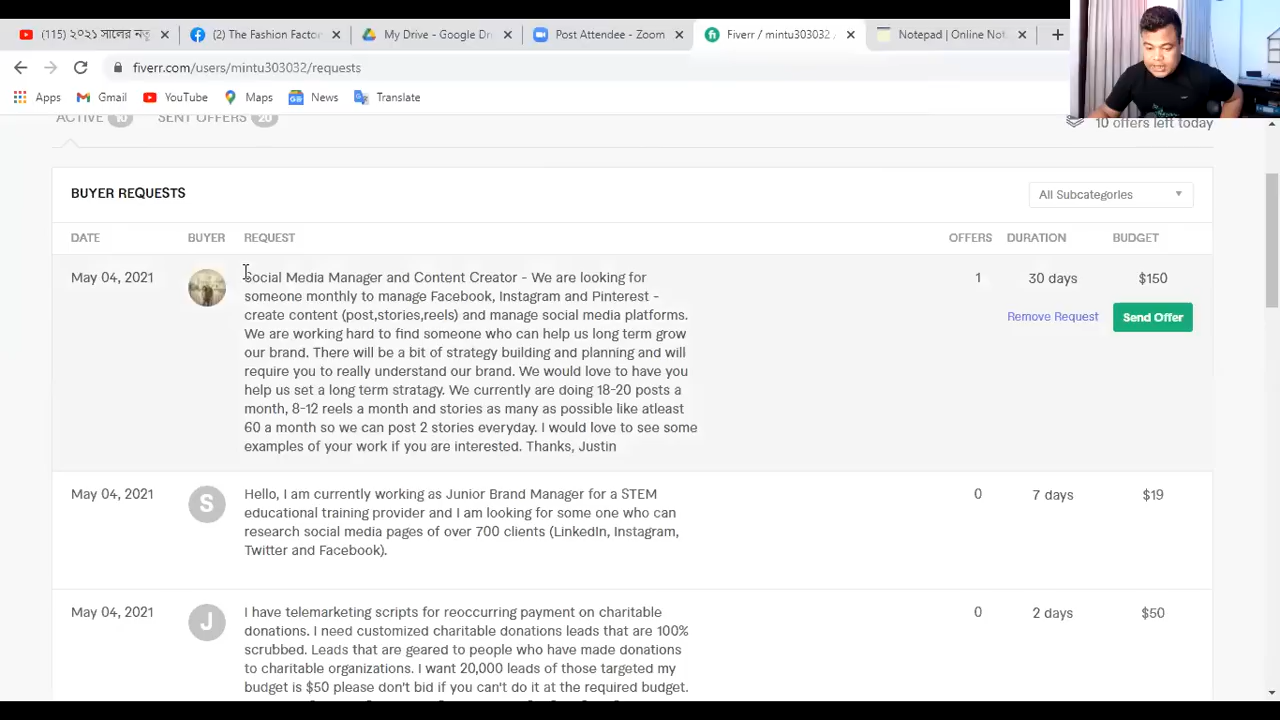 (115) ২০২১ সালের নতু
(2) The Fashion Factor
My Drive - Google Dr
Post Attendee - Zoom
Fiverr / mintu303032 /
Notepad | Online Not
fiverr.com/users/mintu303032/requests
Apps
Gmail
YouTube
Maps
News
Translate
ACTIVE 10 SENT OFFERS 20
10 offers left today
BUYER REQUESTS
All Subcategories
DATE BUYER REQUEST OFFERS DURATION BUDGET
May 04, 2021
Social Media Manager and Content Creator - We are looking for
someone monthly to manage Facebook, Instagram and Pinterest -
create content (post,stories,reels) and manage social media platforms.
We are working hard to find someone who can help us long term grow
our brand. There will be a bit of strategy building and planning and will
require you to really understand our brand. We would love to have you
help us set a long term stratagy. We currently are doing 18-20 posts a
month, 8-12 reels a month and stories as many as possible like atleast
60 a month so we can post 2 stories everyday. I would love to see some
examples of your work if you are interested. Thanks, Justin
1
30 days
$150
Remove Request
Send Offer
May 04, 2021
S
Hello, I am currently working as Junior Brand Manager for a STEM
educational training provider and I am looking for some one who can
research social media pages of over 700 clients (LinkedIn, Instagram,
Twitter and Facebook).
0
7 days
$19
May 04, 2021
J
I have telemarketing scripts for reoccurring payment on charitable
donations. I need customized charitable donations leads that are 100%
scrubbed. Leads that are geared to people who have made donations
to charitable organizations. I want 20,000 leads of those targeted my
budget is $50 please don't bid if you can't do it at the required budget.
0
2 days
$50